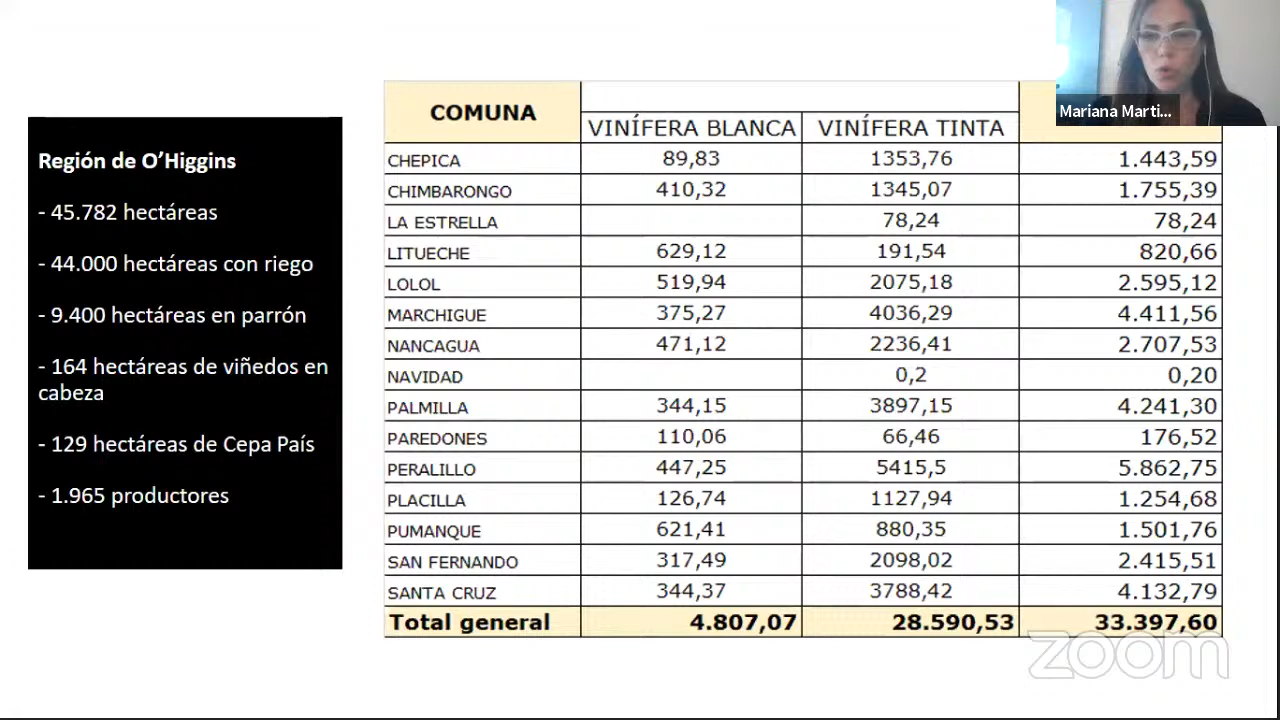 Mariana Marti...
Región de O’Higgins
- 45.782 hectáreas
- 44.000 hectáreas con riego
- 9.400 hectáreas en parrón
- 164 hectáreas de viñedos en
cabeza
- 129 hectáreas de Cepa País
- 1.965 productores
COMUNA
VINÍFERA BLANCA VINÍFERA TINTA
CHEPICA 89,83 1353,76 1.443,59
CHIMBARONGO 410,32 1345,07 1.755,39
LA ESTRELLA 78,24 78,24
LITUECHE 629,12 191,54 820,66
LOLOL 519,94 2075,18 2.595,12
MARCHIGUE 375,27 4036,29 4.411,56
NANCAGUA 471,12 2236,41 2.707,53
NAVIDAD 0,2 0,20
PALMILLA 344,15 3897,15 4.241,30
PAREDONES 110,06 66,46 176,52
PERALILLO 447,25 5415,5 5.862,75
PLACILLA 126,74 1127,94 1.254,68
PUMANQUE 621,41 880,35 1.501,76
SAN FERNANDO 317,49 2098,02 2.415,51
SANTA CRUZ 344,37 3788,42 4.132,79
Total general 4.807,07 28.590,53 33.397,60
zoom